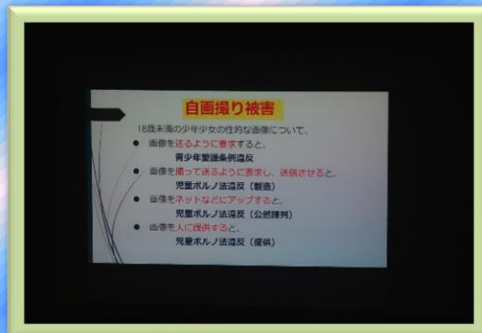 自画撮り被害
18歳未満の少年少女の性的な画像について、
● 画像を送るように要求すると、
青少年愛護条例違反
● 画像を撮って送るように要求し、送信させると、
児童ポルノ法違反（製造）
● 画像をネットなどにアップすると、
児童ポルノ法違反（公然陳列）
● 画像を人に提供すると、
児童ポルノ法違反（提供）